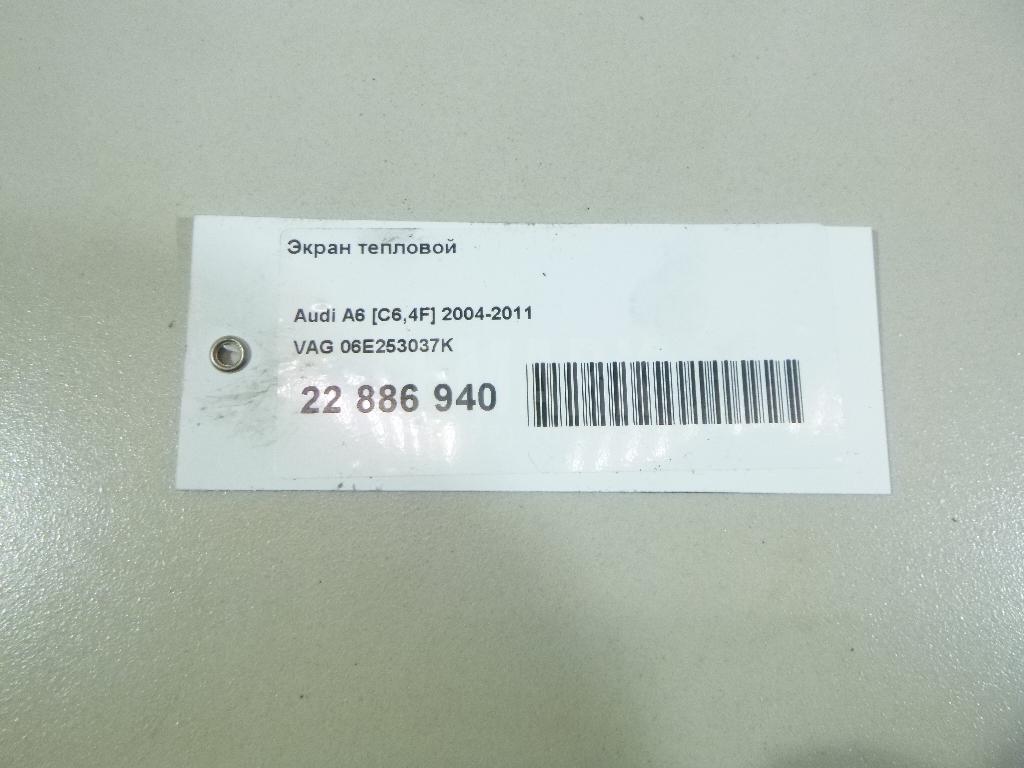 Экран тепловой
Audi A6 [C6,4F] 2004-2011
VAG 06E253037K
22 886 940